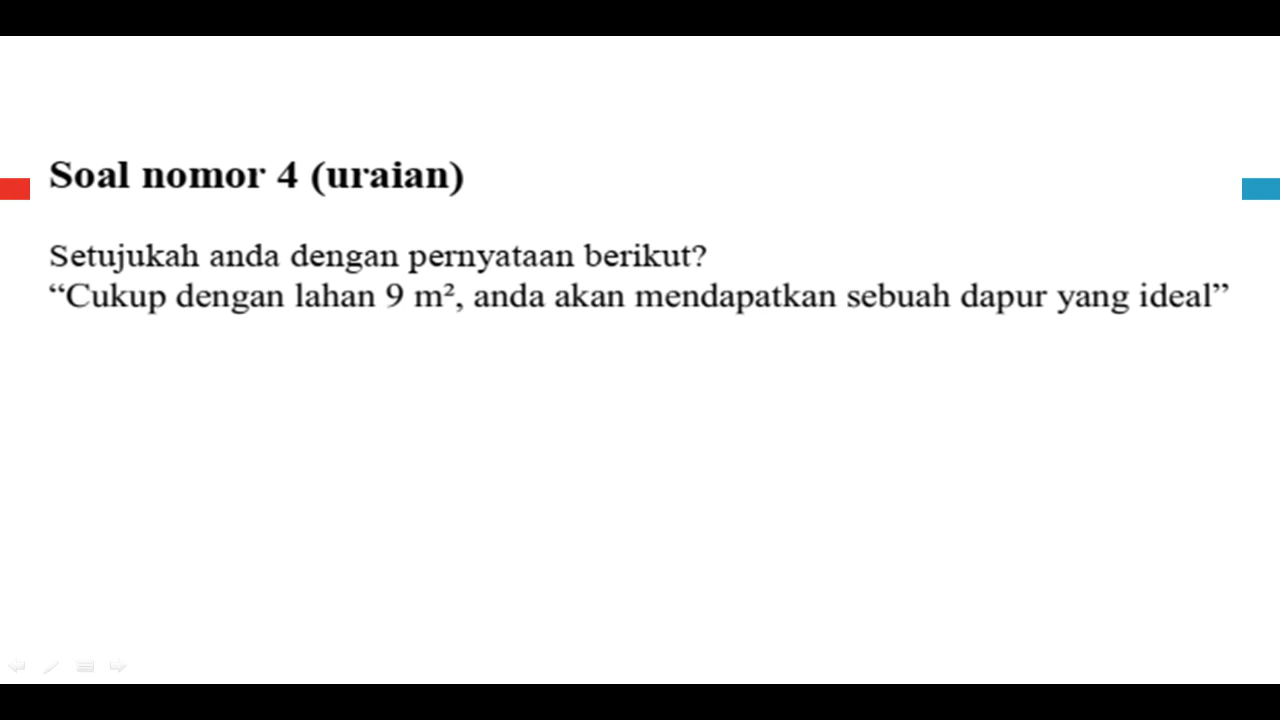 Soal nomor 4 (uraian)
Setujukah anda dengan pernyataan berikut?
“Cukup dengan lahan 9 m², anda akan mendapatkan sebuah dapur yang ideal”